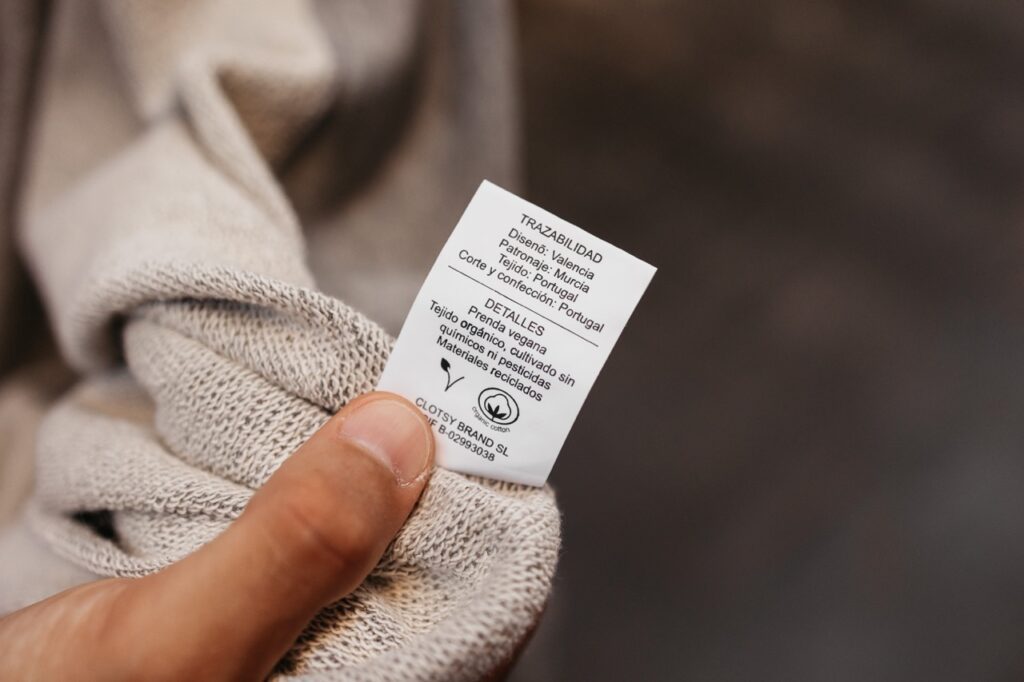 TRAZABILIDAD
Disenõ: Valencia
Patronaje: Murcia
Tejido: Portugal
Corte y confección: Portugal
DETALLES
Prenda vegana
Tejido orgánico, cultivado sin
químicos ni pesticidas
Materiales reciclados
organic cotton
CLOTSY BRAND SL
B-02993038